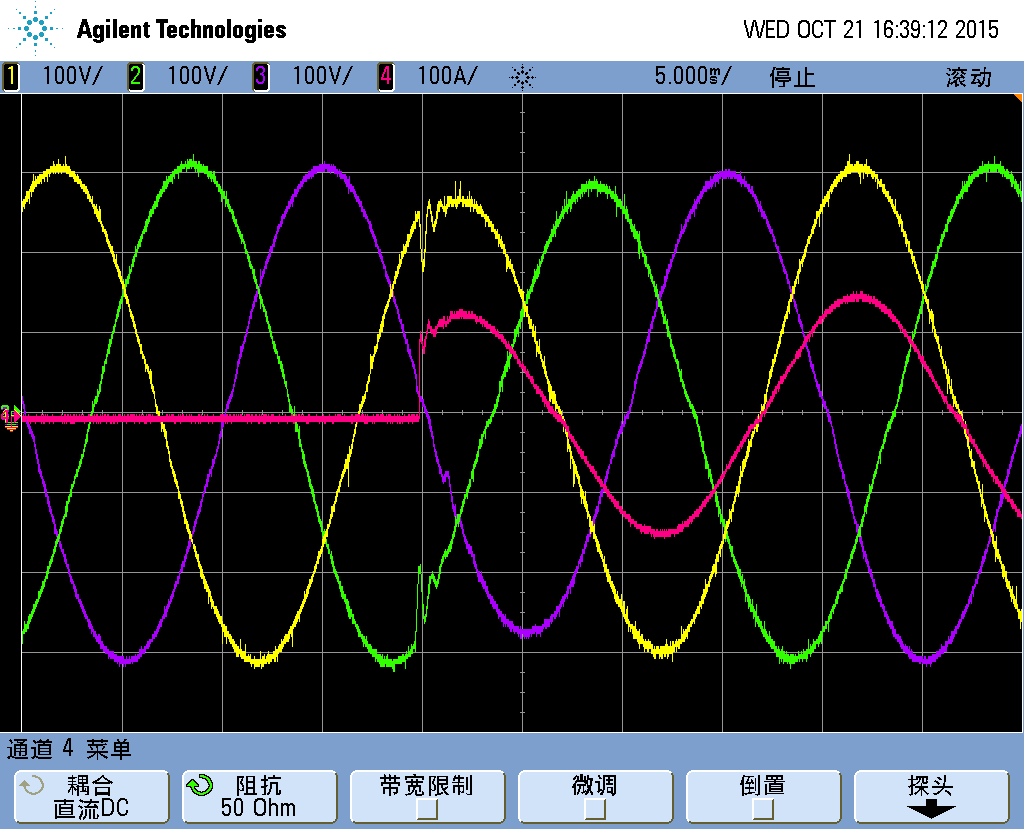 Agilent Technologies
WED OCT 21 16:39:12 2015
1 100V/ 2 100V/ 3 100V/ 4 100A/ 5.000ms/ 停止 滚动
通道 4 菜单
耦合
直流DC
阻抗
50 Ohm
带宽限制
微调
倒置
探头